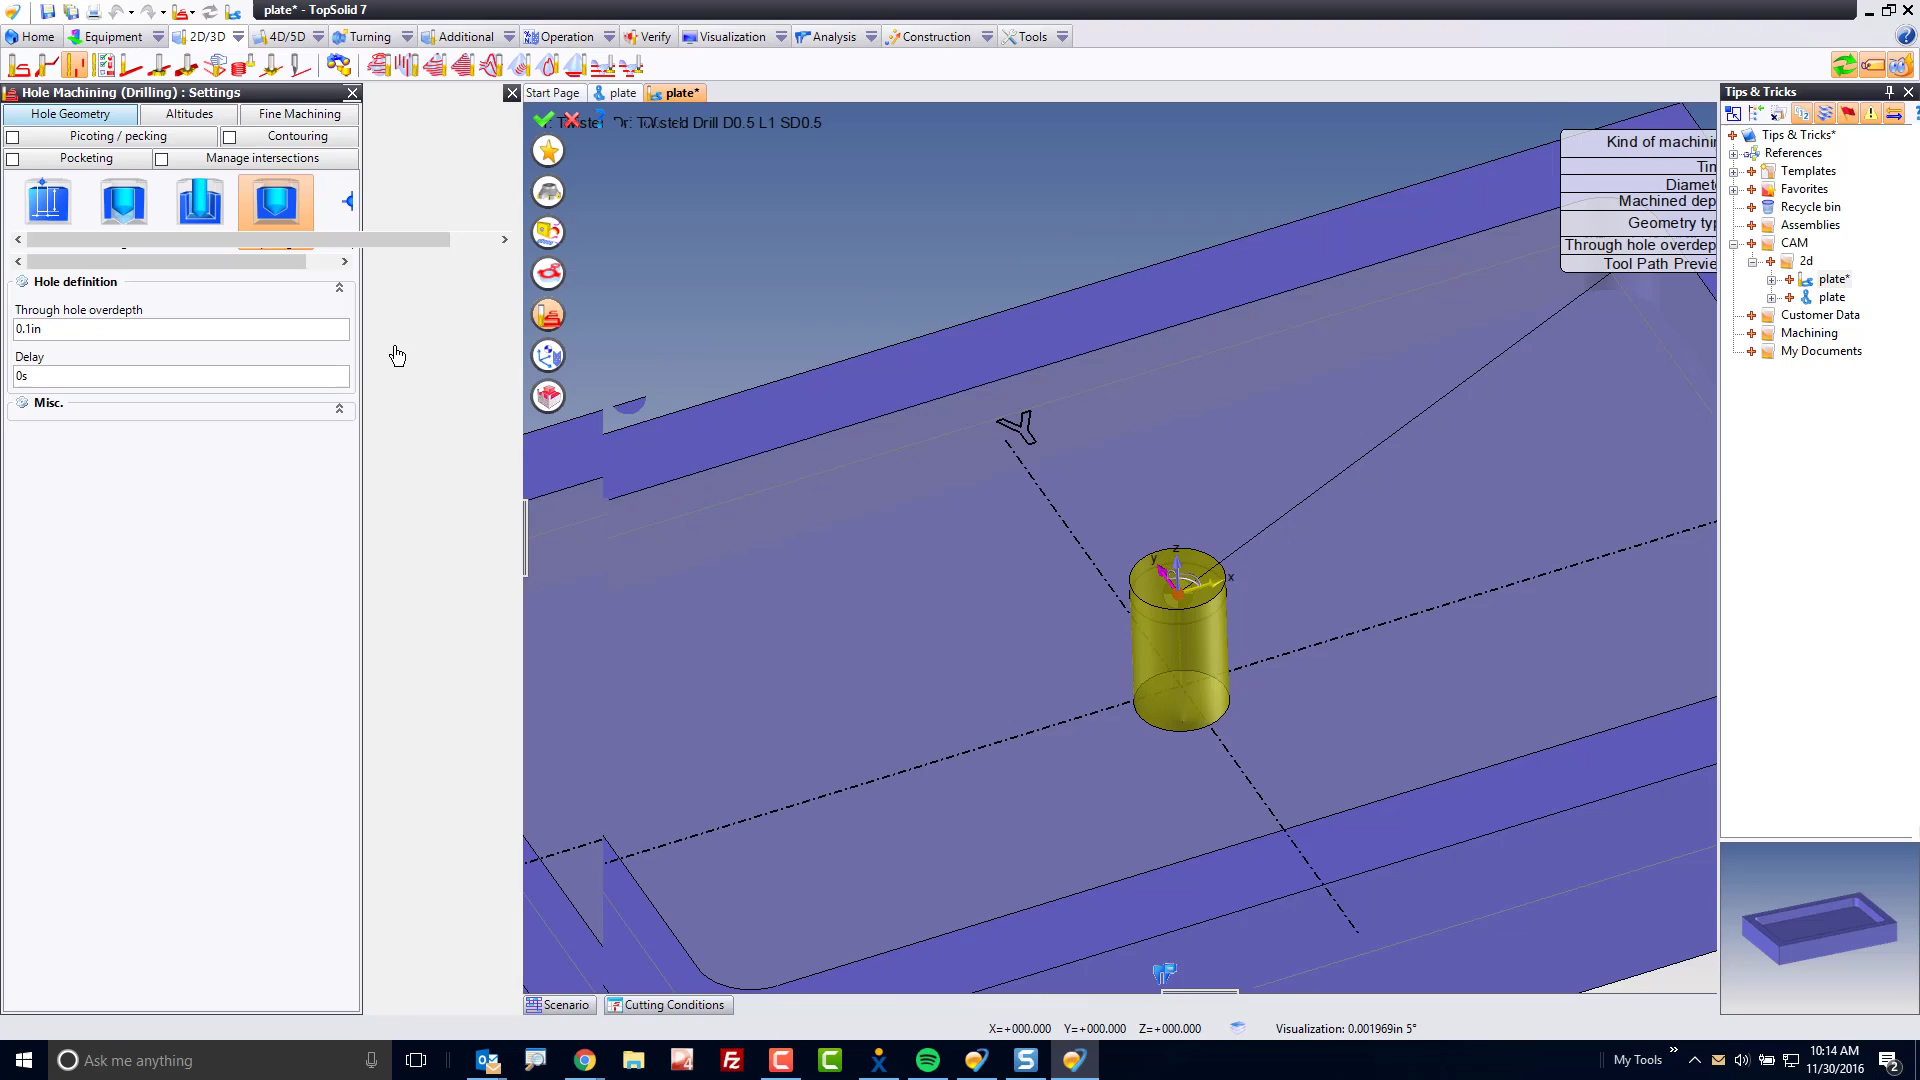 plate* - TopSolid 7
Home
Equipment
2D/3D
4D/5D
Turning
Additional
Operation
Verify
Visualization
Analysis
Construction
Tools
Hole Machining (Drilling) : Settings
Hole Geometry
Altitudes
Fine Machining
Picoting / pecking
Contouring
Pocketing
Manage intersections
Hole definition
Through hole overdepth
0.1in
Delay
0s
Misc.
Start Page
plate
plate*
Drill D0.5 L1 SD0.5
Kind of machinin
Tim
Diamete
Machined dep
Geometry typ
Through hole overdep
Tool Path Previe
Y
z
y
x
Scenario
Cutting Conditions
Tips & Tricks
Tips & Tricks*
References
Templates
Favorites
Recycle bin
Assemblies
CAM
2d
plate*
plate
Customer Data
Machining
My Documents
X=+000.000 Y=+000.000 Z=+000.000
Visualization: 0.001969in 5°
Ask me anything
My Tools
10:14 AM
11/30/2016
2